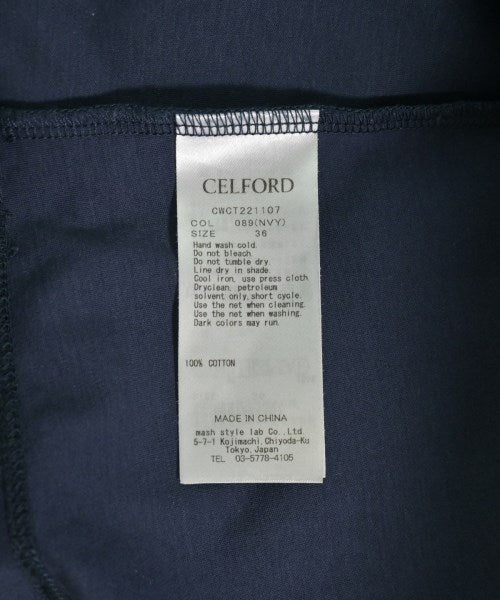 CELFORD
CWCT221107
COL 089(NVY)
SIZE 36
Hand wash cold.
Do not bleach.
Do not tumble dry.
Line dry in shade.
Cool iron, use press cloth.
Dryclean, petroleum
solvent only, short cycle.
Use the net when cleaning.
Use the net when washing.
Dark colors may run.
100% COTTON
MADE IN CHINA
mash style lab Co.,Ltd.
5-7-1 Kojimachi, Chiyoda-Ku
Tokyo, Japan
TEL 03-5778-4105